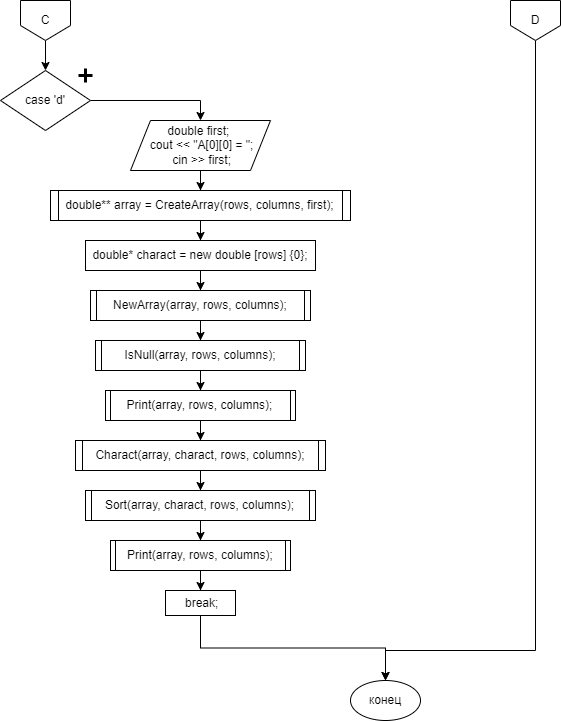 C
D
case 'd'
+
double first;
cout << "A[0][0] = ";
cin >> first;
double** array = CreateArray(rows, columns, first);
double* charact = new double [rows] {0};
NewArray(array, rows, columns);
IsNull(array, rows, columns);
Print(array, rows, columns);
Charact(array, charact, rows, columns);
Sort(array, charact, rows, columns);
Print(array, rows, columns);
break;
конец